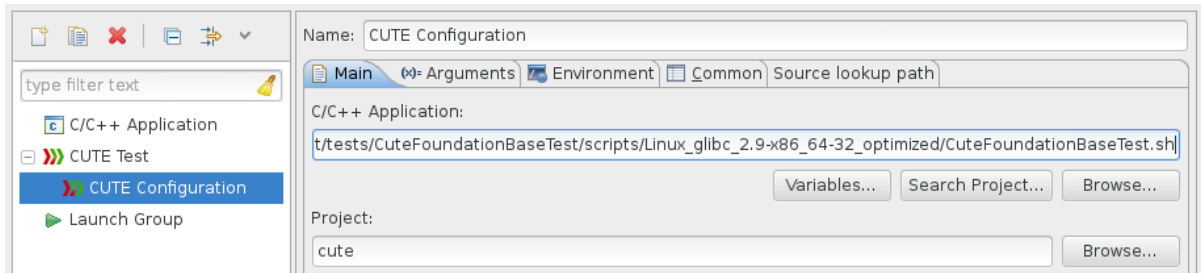 type filter text
C/C++ Application
CUTE Test
CUTE Configuration
Launch Group
Name: CUTE Configuration
Main (x)= Arguments Environment Common Source lookup path
C/C++ Application:
t/tests/CuteFoundationBaseTest/scripts/Linux_glibc_2.9-x86_64-32_optimized/CuteFoundationBaseTest.sh
Variables... Search Project... Browse...
Project:
cute Browse...